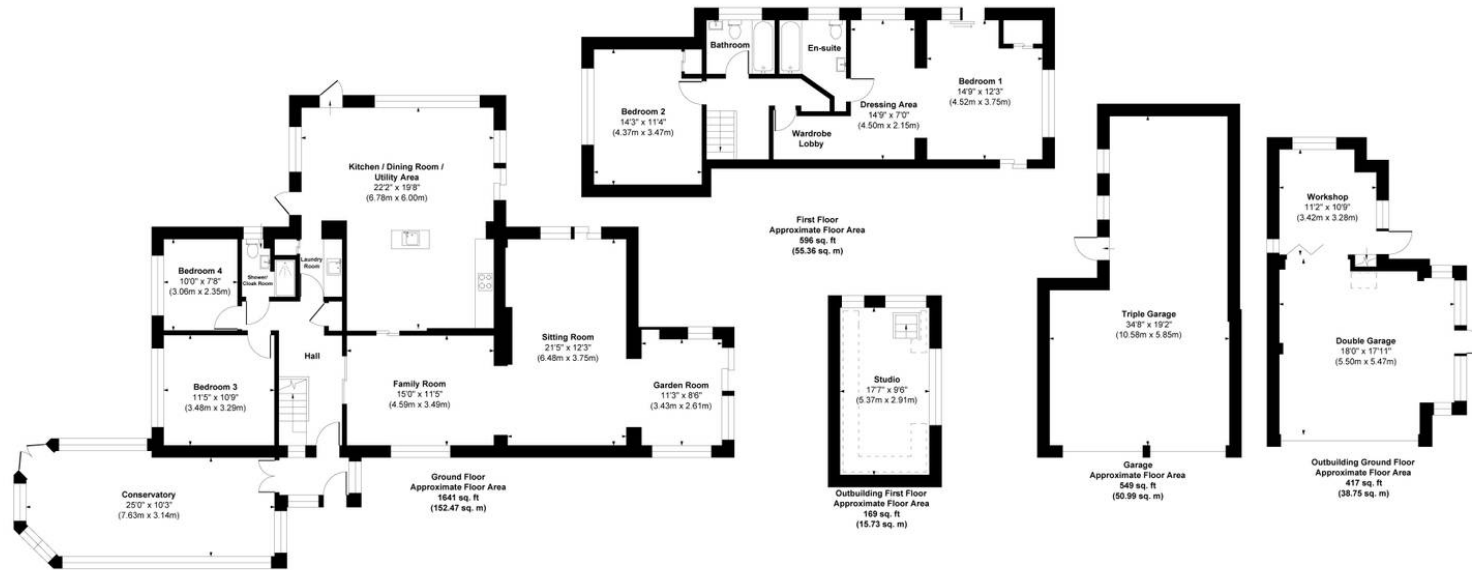 Bathroom
En-suite
Bedroom 2
14'3" x 11'4"
(4.37m x 3.47m)
Dressing Area
14'9" x 7'0"
(4.50m x 2.15m)
Bedroom 1
14'9" x 12'3"
(4.52m x 3.75m)
Wardrobe
Lobby
First Floor
Approximate Floor Area
596 sq. ft
(55.36 sq. m)
Kitchen / Dining Room /
Utility Area
22'2" x 19'8"
(6.78m x 6.00m)
Bedroom 4
10'0" x 7'8"
(3.06m x 2.35m)
Shower/
Cloak Room
Laundry
Room
Hall
Bedroom 3
11'5" x 10'9"
(3.48m x 3.29m)
Family Room
15'0" x 11'5"
(4.59m x 3.49m)
Sitting Room
21'5" x 12'3"
(6.48m x 3.75m)
Garden Room
11'3" x 8'6"
(3.43m x 2.61m)
Conservatory
25'0" x 10'3"
(7.63m x 3.14m)
Ground Floor
Approximate Floor Area
1641 sq. ft
(152.47 sq. m)
Studio
17'7" x 9'6"
(5.37m x 2.91m)
Outbuilding First Floor
Approximate Floor Area
169 sq. ft
(15.73 sq. m)
Triple Garage
34'8" x 19'2"
(10.58m x 5.85m)
Garage
Approximate Floor Area
549 sq. ft
(50.99 sq. m)
Workshop
11'2" x 10'9"
(3.42m x 3.28m)
Double Garage
18'0" x 17'11"
(5.50m x 5.47m)
Outbuilding Ground Floor
Approximate Floor Area
417 sq. ft
(38.75 sq. m)